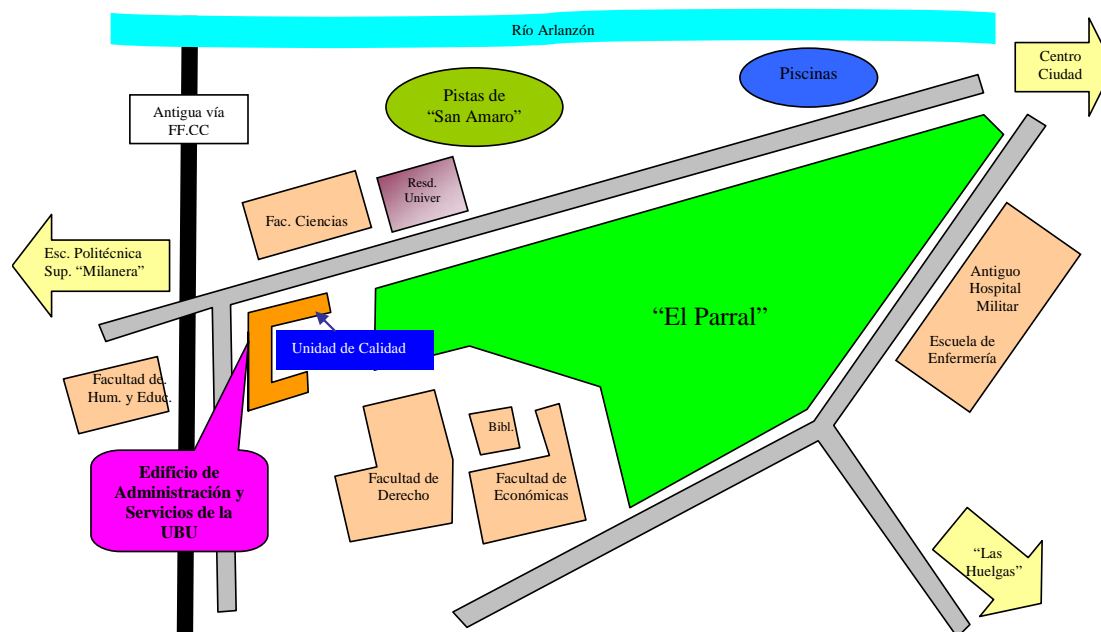 Río Arlanzón
Centro
Ciudad
Piscinas
Pistas de
“San Amaro”
Antigua vía
FF.CC
Resd.
Univer
Fac. Ciencias
Esc. Politécnica
Sup. “Milanera”
Antiguo
Hospital
Militar
Escuela de
Enfermería
“El Parral”
Unidad de Calidad
Facultad de.
Hum. y Educ.
Bibl.
Edificio de
Administración y
Servicios de la
UBU
Facultad de
Derecho
Facultad de
Económicas
“Las
Huelgas”